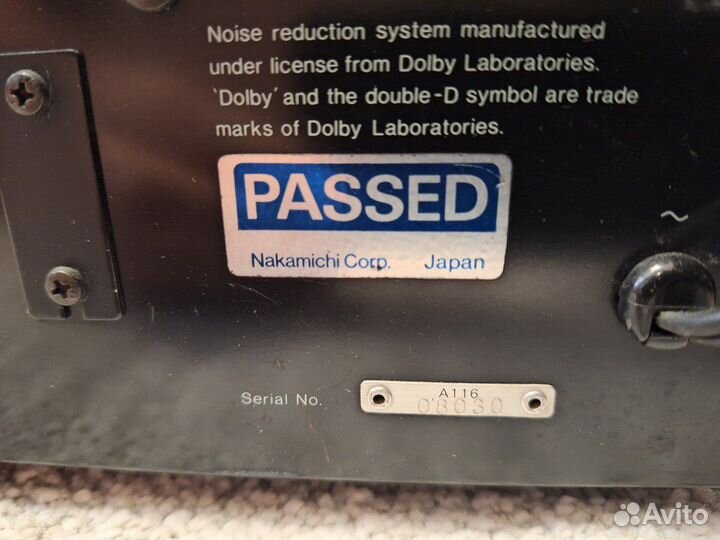 Noise reduction system manufactured
under license from Dolby Laboratories.
'Dolby' and the double-D symbol are trade
marks of Dolby Laboratories.
PASSED
Nakamichi Corp. Japan
~
Serial No.
A116
08030
Avito